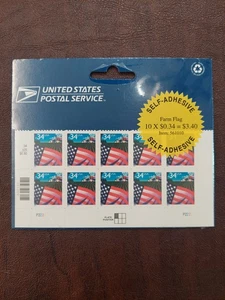 UNITED STATES
POSTAL SERVICE
SELF-ADHESIVE
Farm Flag
10 X $0.34 = $3.40
SELF-ADHESIVE
34 34 34 34 34
34 34 34 34 34